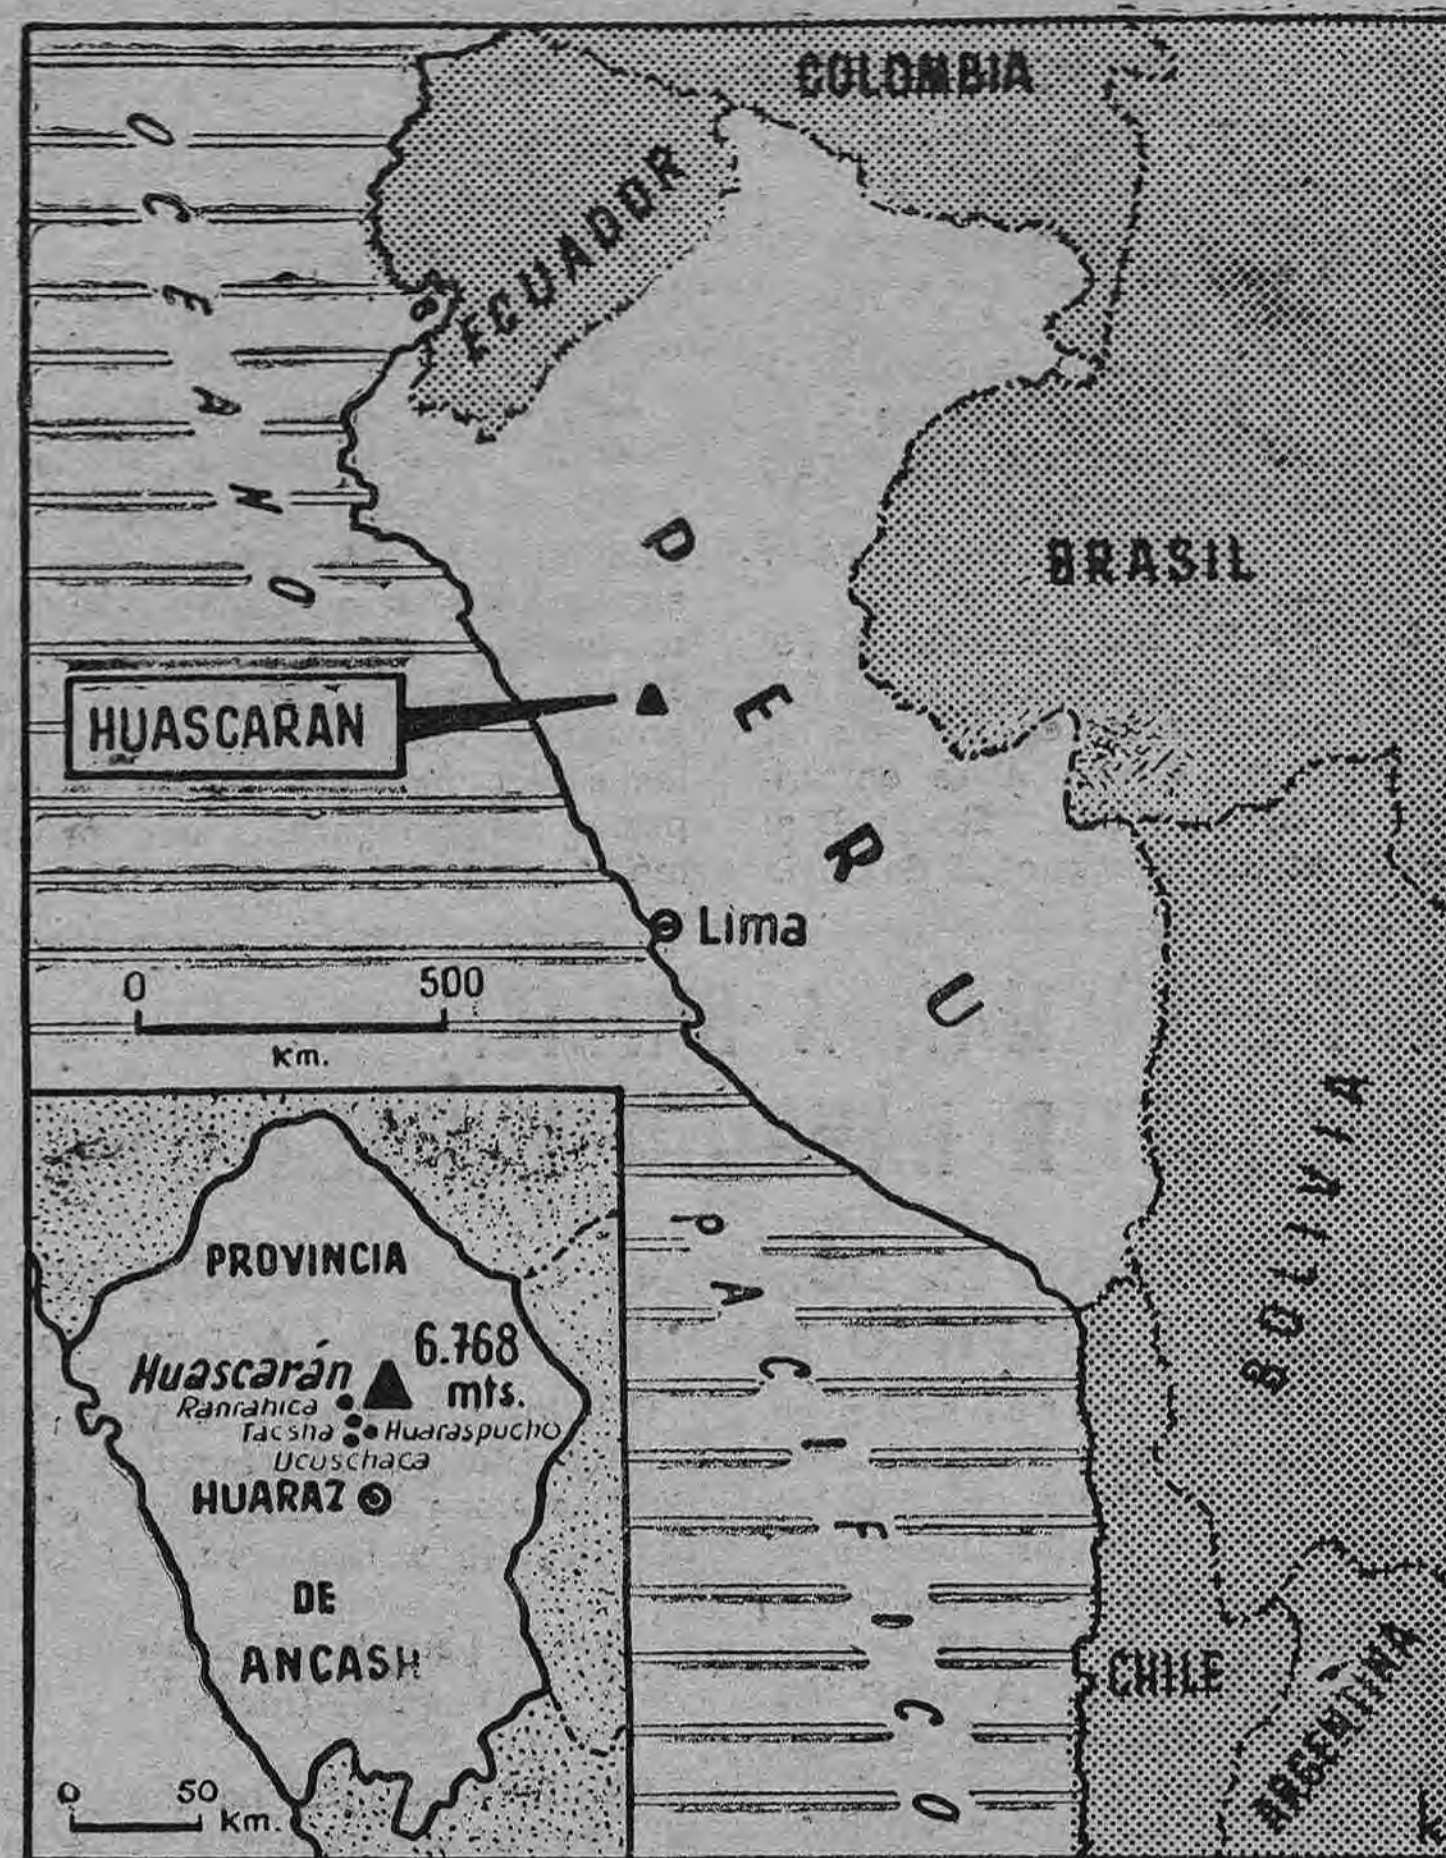 COLOMBIA
ECUADOR
OCEANO
BRASIL
PERU
HUASCARAN
Lima
0 500
Km.
BOLIVIA
PACIFICO
CHILE
ARGENTINA
PROVINCIA
Huascarán 6.768
mts.
Ranrahica
Tacsha Huaraspucho
Ucuschaca
HUARAZ
DE
ANCASH
0 50
Km.